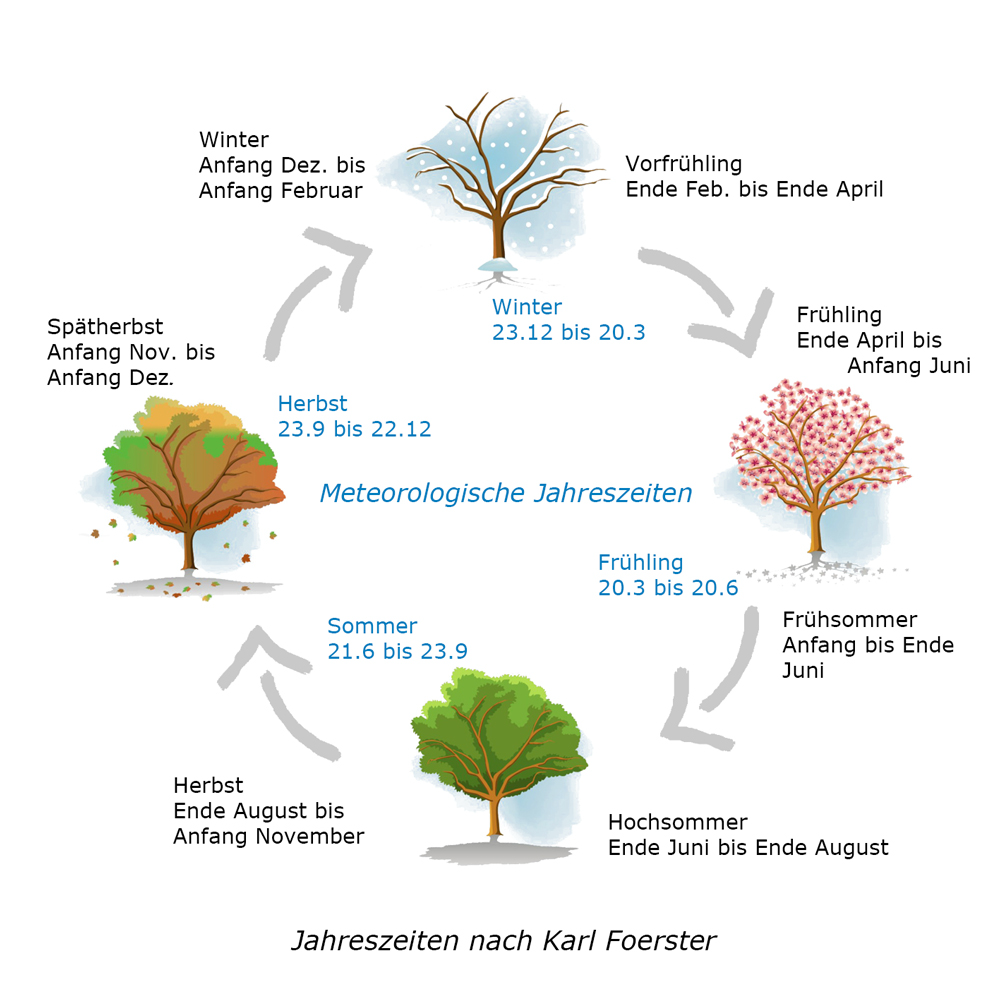 Winter
Anfang Dez. bis
Anfang Februar
Vorfrühling
Ende Feb. bis Ende April
Winter
23.12 bis 20.3
Frühling
Ende April bis
Anfang Juni
Spätherbst
Anfang Nov. bis
Anfang Dez.
Herbst
23.9 bis 22.12
Meteorologische Jahreszeiten
Frühling
20.3 bis 20.6
Frühsommer
Anfang bis Ende
Juni
Sommer
21.6 bis 23.9
Herbst
Ende August bis
Anfang November
Hochsommer
Ende Juni bis Ende August
Jahreszeiten nach Karl Foerster